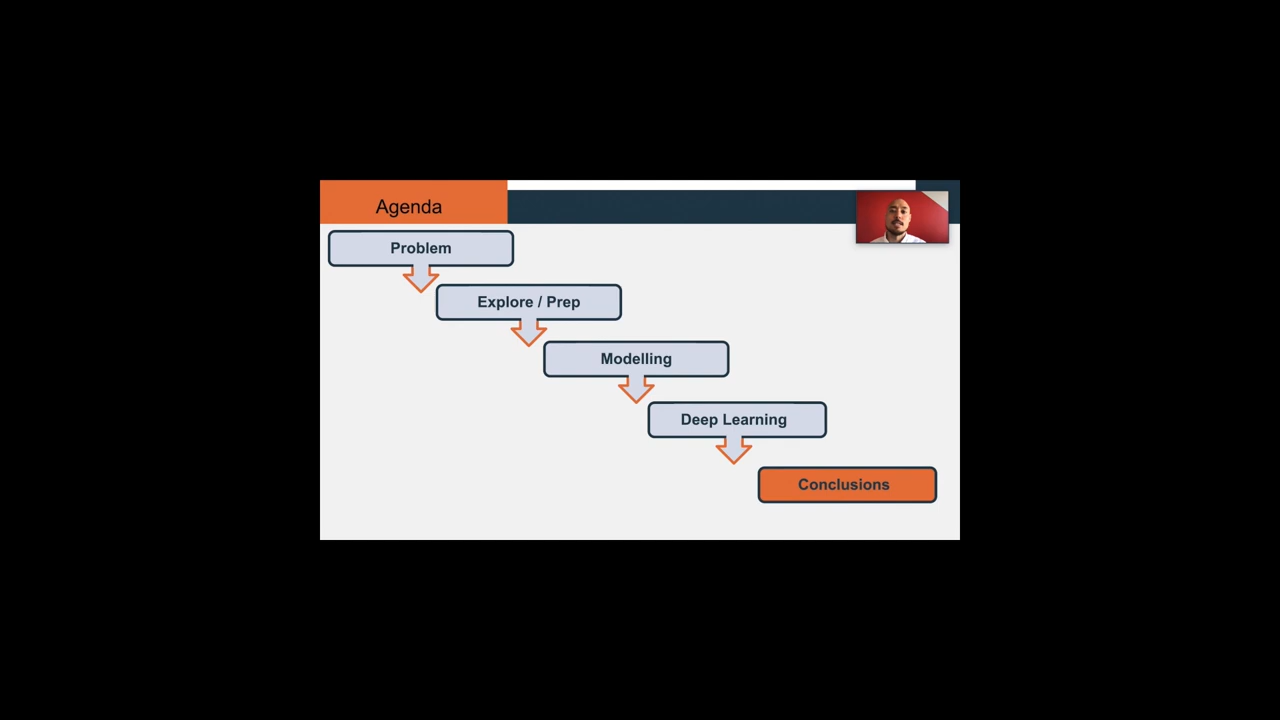 Agenda
Problem
Explore / Prep
Modelling
Deep Learning
Conclusions